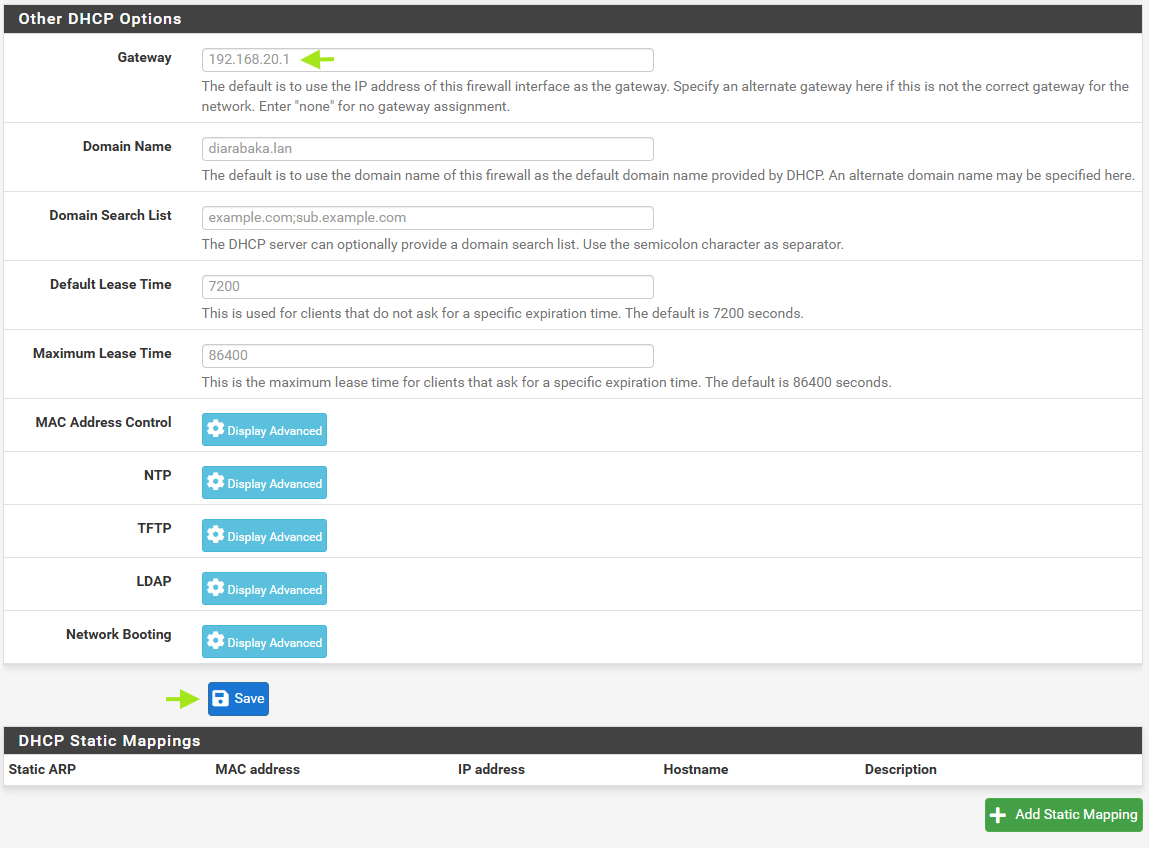 Other DHCP Options
Gateway
192.168.20.1
The default is to use the IP address of this firewall interface as the gateway. Specify an alternate gateway here if this is not the correct gateway for the
network. Enter "none" for no gateway assignment.
Domain Name
diarabaka.lan
The default is to use the domain name of this firewall as the default domain name provided by DHCP. An alternate domain name may be specified here.
Domain Search List
example.com;sub.example.com
The DHCP server can optionally provide a domain search list. Use the semicolon character as separator.
Default Lease Time
7200
This is used for clients that do not ask for a specific expiration time. The default is 7200 seconds.
Maximum Lease Time
86400
This is the maximum lease time for clients that ask for a specific expiration time. The default is 86400 seconds.
MAC Address Control
Display Advanced
NTP
Display Advanced
TFTP
Display Advanced
LDAP
Display Advanced
Network Booting
Display Advanced
Save
DHCP Static Mappings
Static ARP MAC address IP address Hostname Description
Add Static Mapping